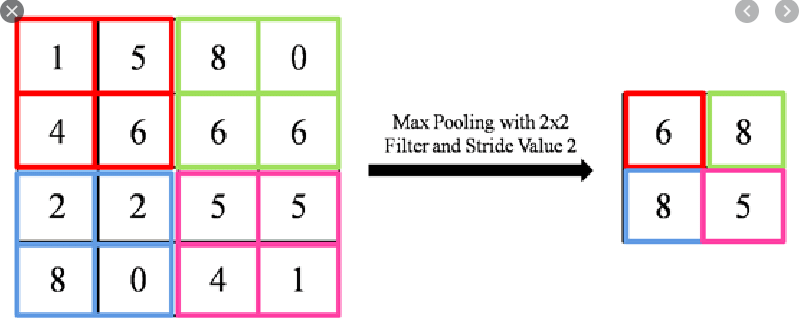 1 5 8 0
4 6 6 6
2 2 5 5
8 0 4 1
Max Pooling with 2x2
Filter and Stride Value 2
6 8
8 5